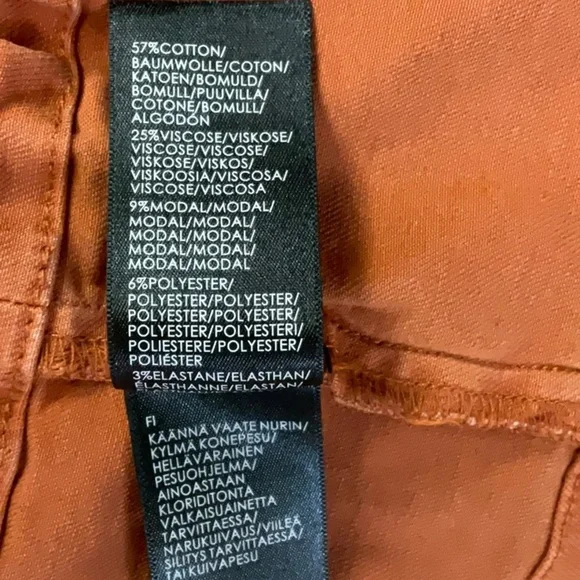 57%COTTON/
BAUMWOLLE/COTON/
KATOEN/BOMULD/
BOMULL/PUUVILLA/
COTONE/BOMULL/
ALGODÓN
25%VISCOSE/VISKOSE/
VISCOSE/VISCOSE/
VISKOSE/VISKOS/
VISKOOSIA/VISCOSA/
VISCOSE/VISCOSA
9%MODAL/MODAL/
MODAL/MODAL/
MODAL/MODAL/
MODAL/MODAL/
MODAL/MODAL
6%POLYESTER/
POLYESTER/POLYESTER/
POLYESTER/POLYESTER/
POLYESTER/POLYESTERI/
POLIESTERE/POLYESTER/
POLIÉSTER
3%ELASTANE/ELASTHAN/
ÉLASTHANNE/ELASTAN/
FI
KÄÄNNÄ VAATE NURIN/
KYLMÄ KONEPESU/
HELLÄVARAINEN
PESUOHJELMA/
AINOASTAAN
KLORIDITONTA
VALKAISUAINETTA
TARVITTAESSA/
NARUKUIVAUS/VIILEÄ
SILITYS TARVITTAESSA/
TAI KUIVAPESU